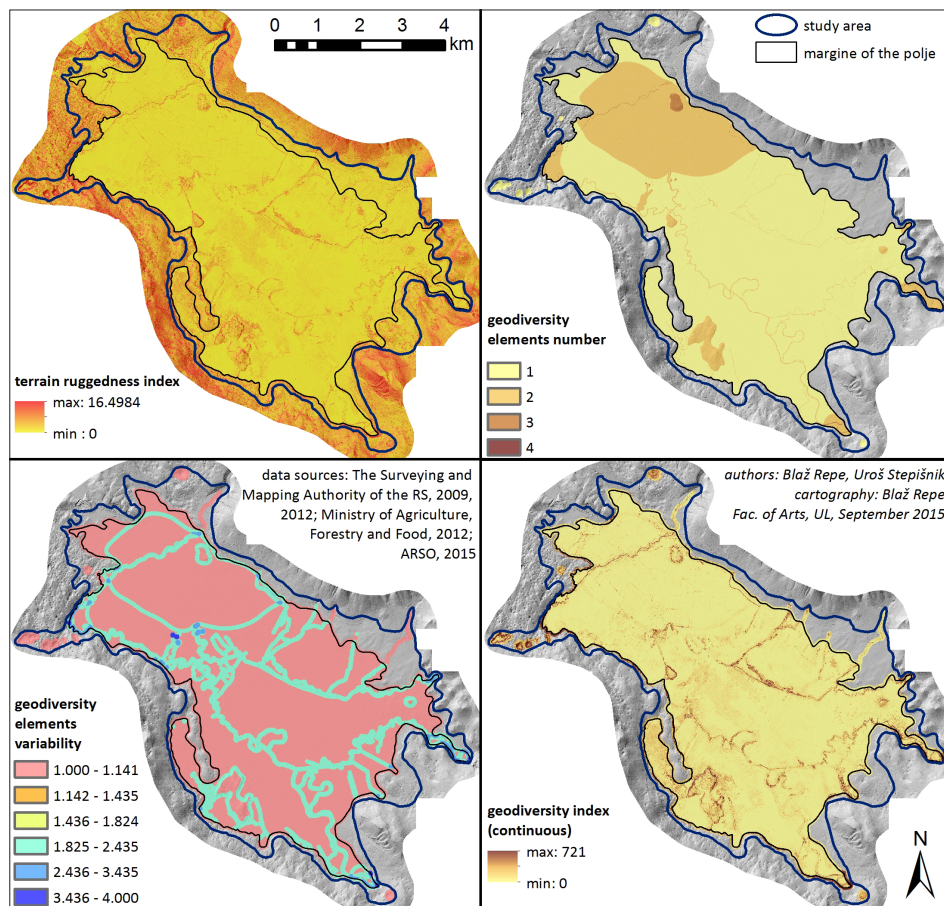 0 1 2 3 4
km
terrain ruggedness index
max: 16.4984
min : 0
study area
margine of the polje
geodiversity
elements number
1
2
3
4
data sources: The Surveying and
Mapping Authority of the RS, 2009,
2012; Ministry of Agriculture,
Forestry and Food, 2012;
ARSO, 2015
geodiversity
elements
variability
1.000 - 1.141
1.142 - 1.435
1.436 - 1.824
1.825 - 2.435
2.436 - 3.435
3.436 - 4.000
authors: Blaž Repe, Uroš Stepišnik
cartography: Blaž Repe
Fac. of Arts, UL, September 2015
geodiversity index
(continuous)
max: 721
min: 0
N